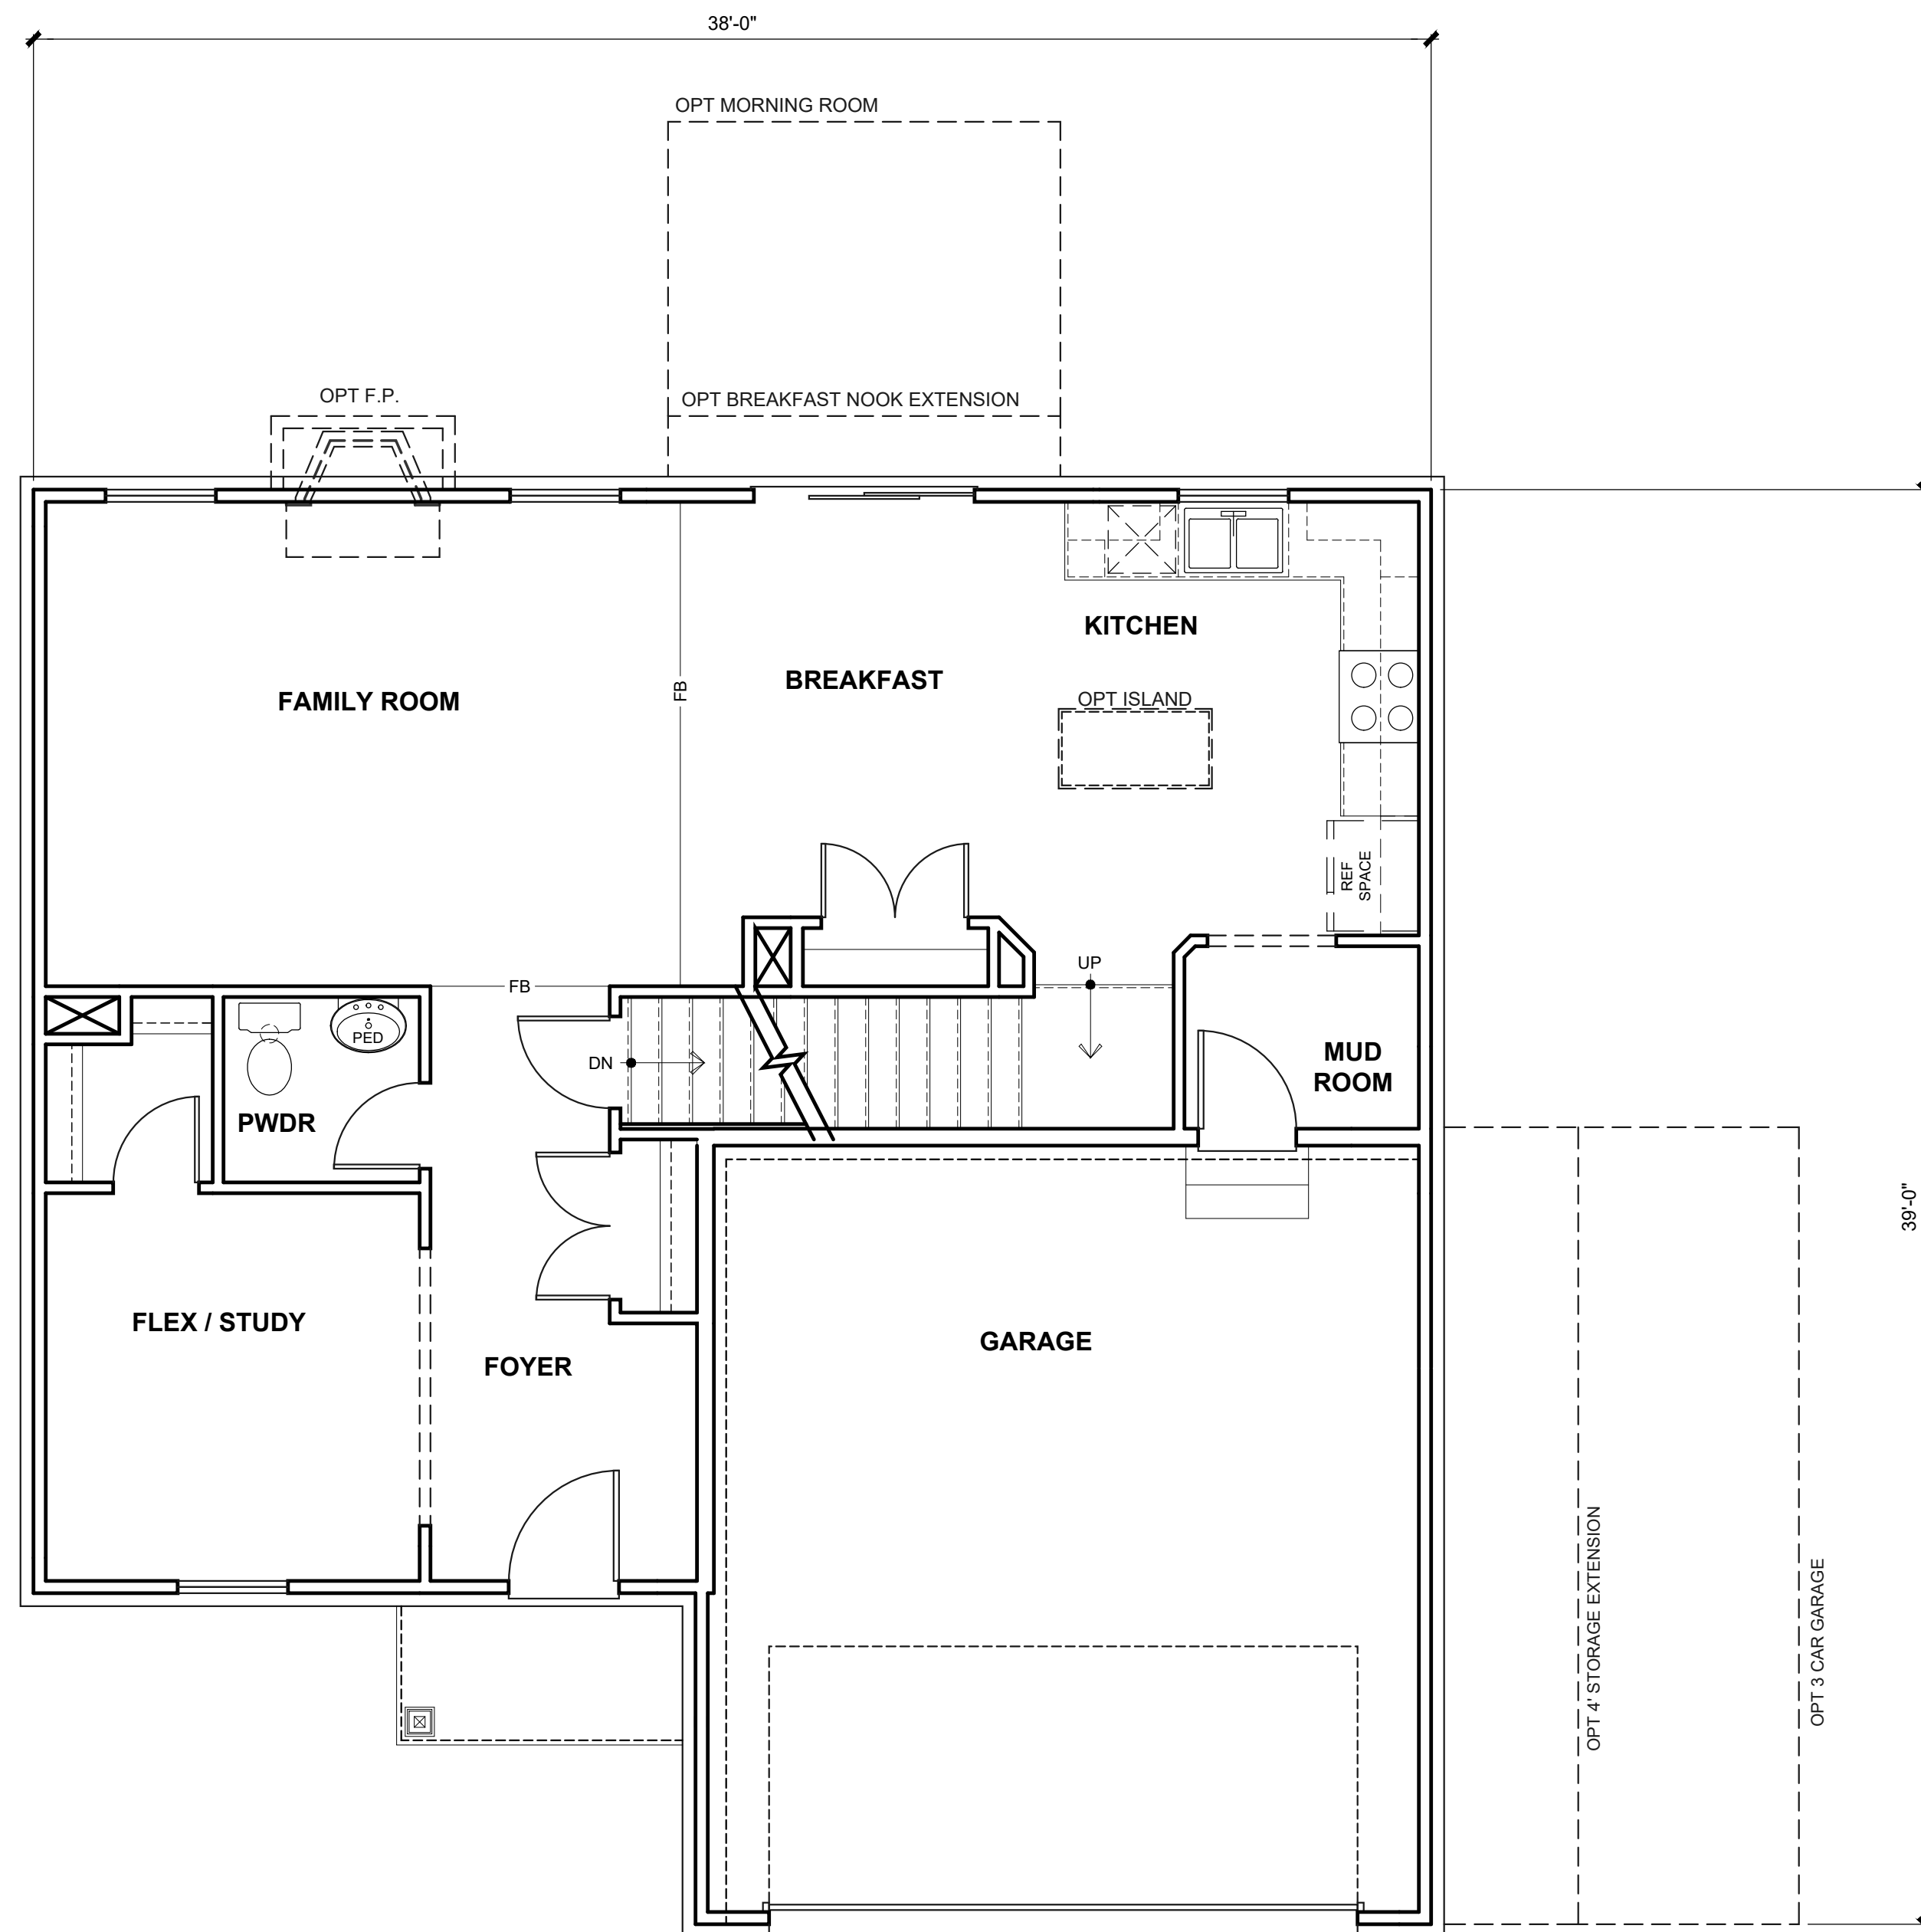 38'-0"
OPT MORNING ROOM
OPT F.P.
OPT BREAKFAST NOOK EXTENSION
KITCHEN
BREAKFAST
FAMILY ROOM
FB
OPT ISLAND
REF
SPACE
UP
FB
PED
DN
MUD
ROOM
PWDR
39'-0"
FLEX / STUDY
GARAGE
FOYER
OPT 4' STORAGE EXTENSION
OPT 3 CAR GARAGE